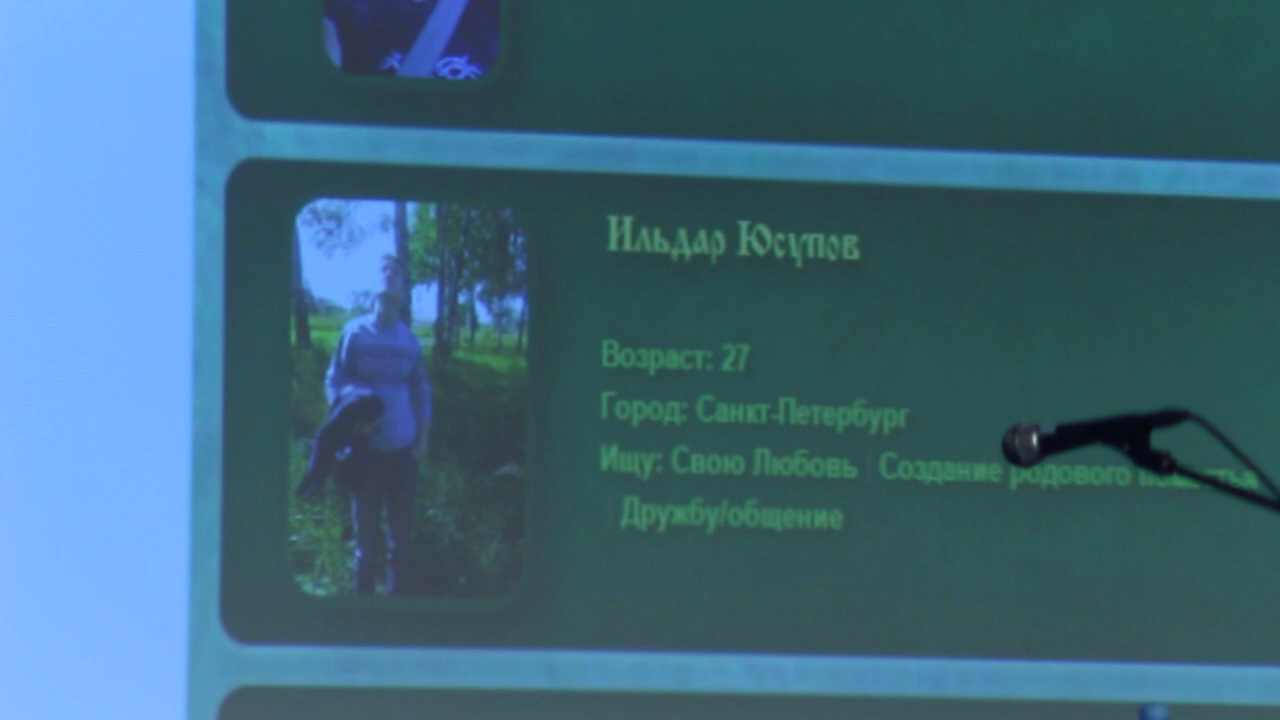 Ильдар Юсупов
Возраст: 27
Город: Санкт-Петербург
Ищу: Свою Любовь Создание родового
Дружбу/общение